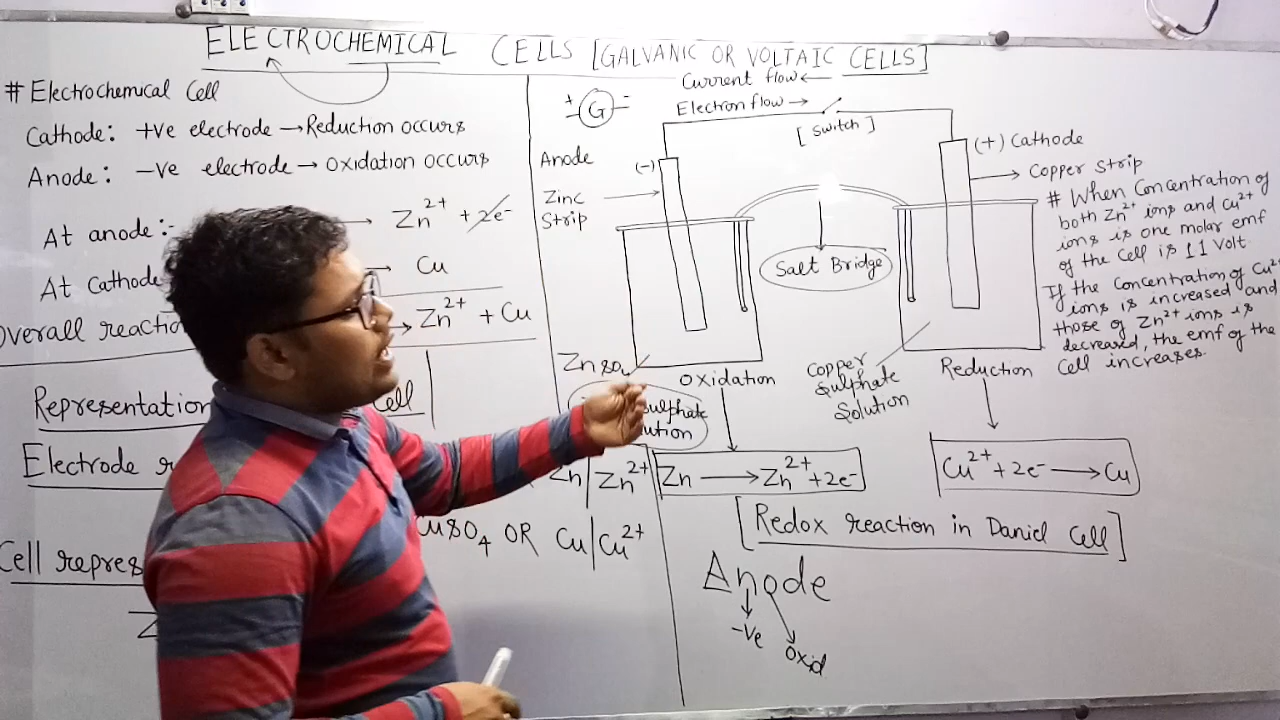 ELECTROCHEMICAL CELLS [GALVANIC OR VOLTAIC CELLS]
# Electrochemical Cell
Cathode: +ve electrode → Reduction occurs
Anode: -ve electrode → oxidation occurs
At anode:- → Zn²⁺ + 2e⁻
At Cathode → Cu
Overall reaction → Zn²⁺ + Cu
Representation Cell
Electrode
Cell repres
Z
Zn | Zn²⁺
CuSO₄ OR Cu | Cu²⁺
Current flow ←
+ G -
Electron flow →
[Switch]
Anode
(-)
Zinc
Strip
(+) Cathode
Copper Strip
Salt Bridge
ZnSO₄
Sulphate
Oxidation
Copper
Sulphate
Solution
Reduction
Zn → Zn²⁺ + 2e⁻
Cu²⁺ + 2e⁻ → Cu
[Redox reaction in Daniel Cell]
Anode
-ve
Oxid
# When Concentration of
both Zn²⁺ ions and Cu²⁺
ions is one molar emf
of the Cell is 1.1 Volt.
If the Concentration of Cu²⁺
ions is increased and
those of Zn²⁺ ions is
decreared, the emf of the
Cell increases.